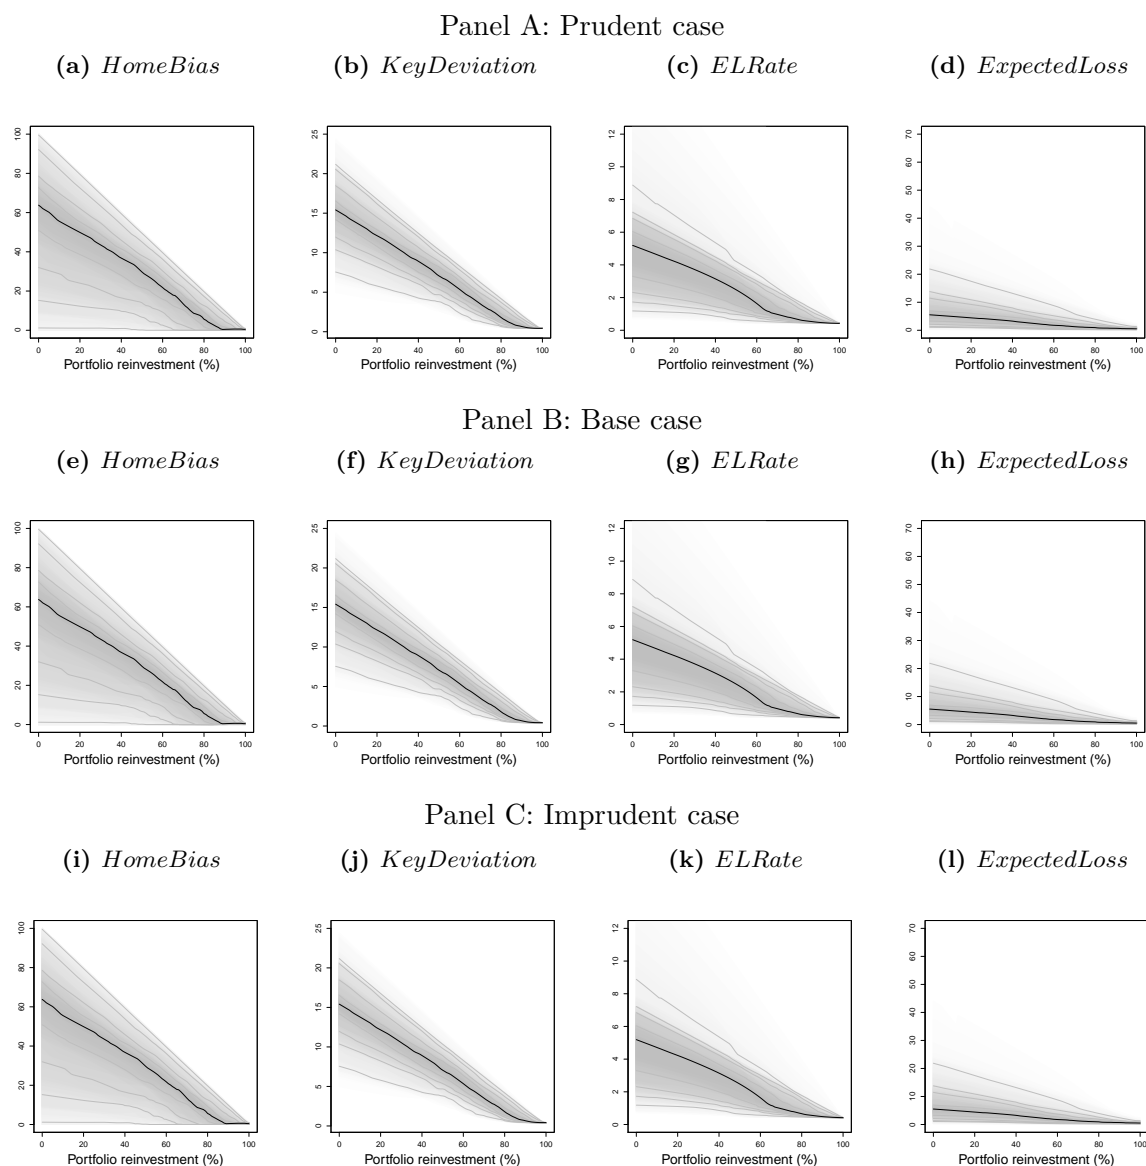 Panel A: Prudent case
(a) HomeBias (b) KeyDeviation (c) ELRate (d) ExpectedLoss
100
80
60
40
20
0
0 20 40 60 80 100
Portfolio reinvestment (%)
25
20
15
10
5
0
0 20 40 60 80 100
Portfolio reinvestment (%)
12
10
8
6
4
2
0
0 20 40 60 80 100
Portfolio reinvestment (%)
70
60
50
40
30
20
10
0
0 20 40 60 80 100
Portfolio reinvestment (%)
Panel B: Base case
(e) HomeBias (f) KeyDeviation (g) ELRate (h) ExpectedLoss
100
80
60
40
20
0
0 20 40 60 80 100
Portfolio reinvestment (%)
25
20
15
10
5
0
0 20 40 60 80 100
Portfolio reinvestment (%)
12
10
8
6
4
2
0
0 20 40 60 80 100
Portfolio reinvestment (%)
70
60
50
40
30
20
10
0
0 20 40 60 80 100
Portfolio reinvestment (%)
Panel C: Imprudent case
(i) HomeBias (j) KeyDeviation (k) ELRate (l) ExpectedLoss
100
80
60
40
20
0
0 20 40 60 80 100
Portfolio reinvestment (%)
25
20
15
10
5
0
0 20 40 60 80 100
Portfolio reinvestment (%)
12
10
8
6
4
2
0
0 20 40 60 80 100
Portfolio reinvestment (%)
70
60
50
40
30
20
10
0
0 20 40 60 80 100
Portfolio reinvestment (%)